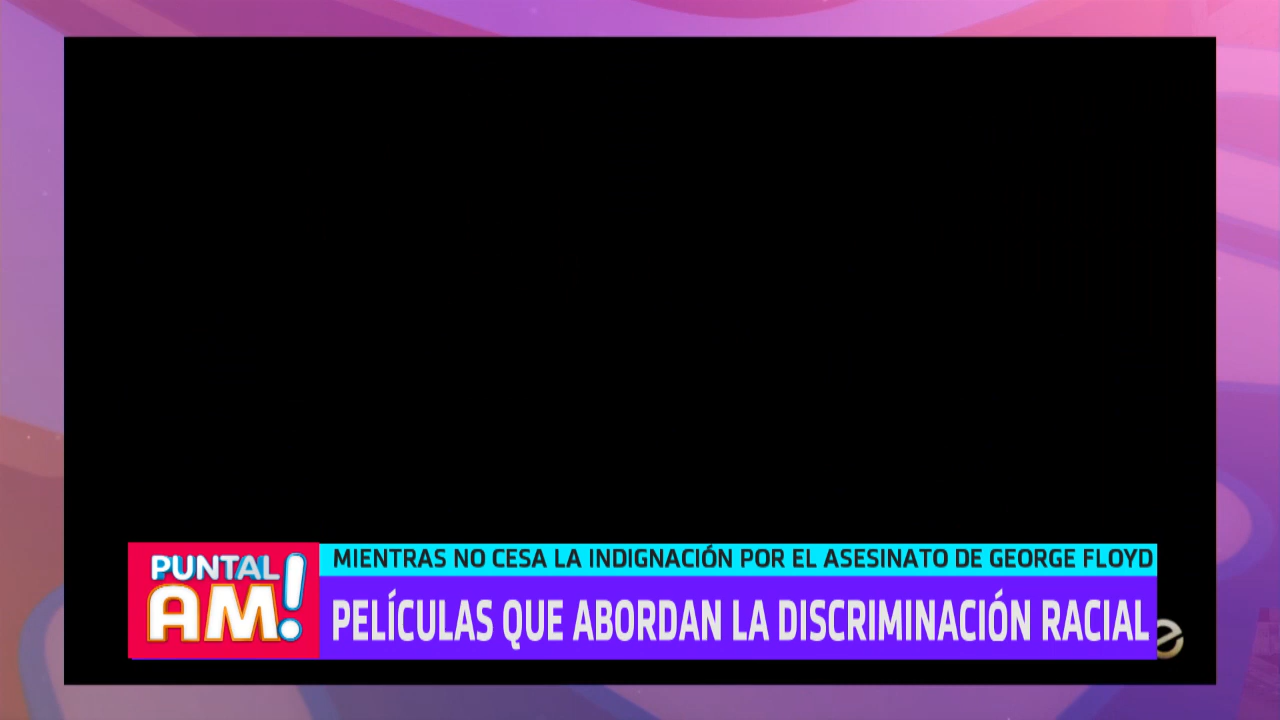 PUNTAL
AM!
MIENTRAS NO CESA LA INDIGNACIÓN POR EL ASESINATO DE GEORGE FLOYD
PELÍCULAS QUE ABORDAN LA DISCRIMINACIÓN RACIAL
e